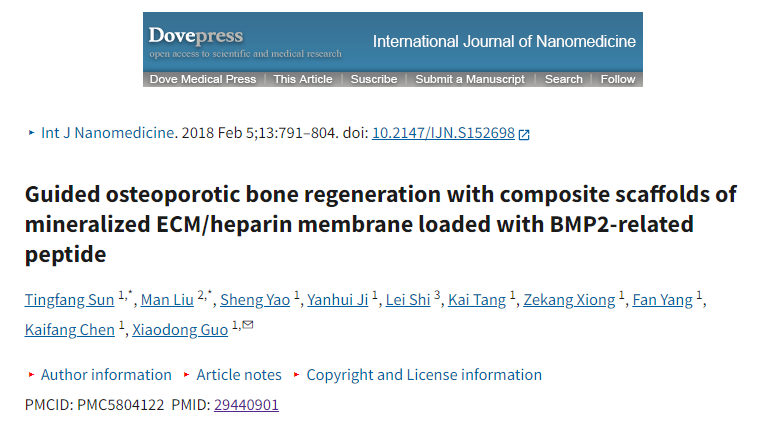 Dovepress
open access to scientific and medical research
International Journal of Nanomedicine
Dove Medical Press | This Article | Suscribe | Submit a Manuscript | Search | Follow
Int J Nanomedicine. 2018 Feb 5;13:791–804. doi: 10.2147/IJN.S152698
Guided osteoporotic bone regeneration with composite scaffolds of
mineralized ECM/heparin membrane loaded with BMP2-related
peptide
Tingfang Sun 1,*, Man Liu 2,*, Sheng Yao 1, Yanhui Ji 1, Lei Shi 3, Kai Tang 1, Zekang Xiong 1, Fan Yang 1,
Kaifang Chen 1, Xiaodong Guo 1,✉
Author information Article notes Copyright and License information
PMCID: PMC5804122 PMID: 29440901